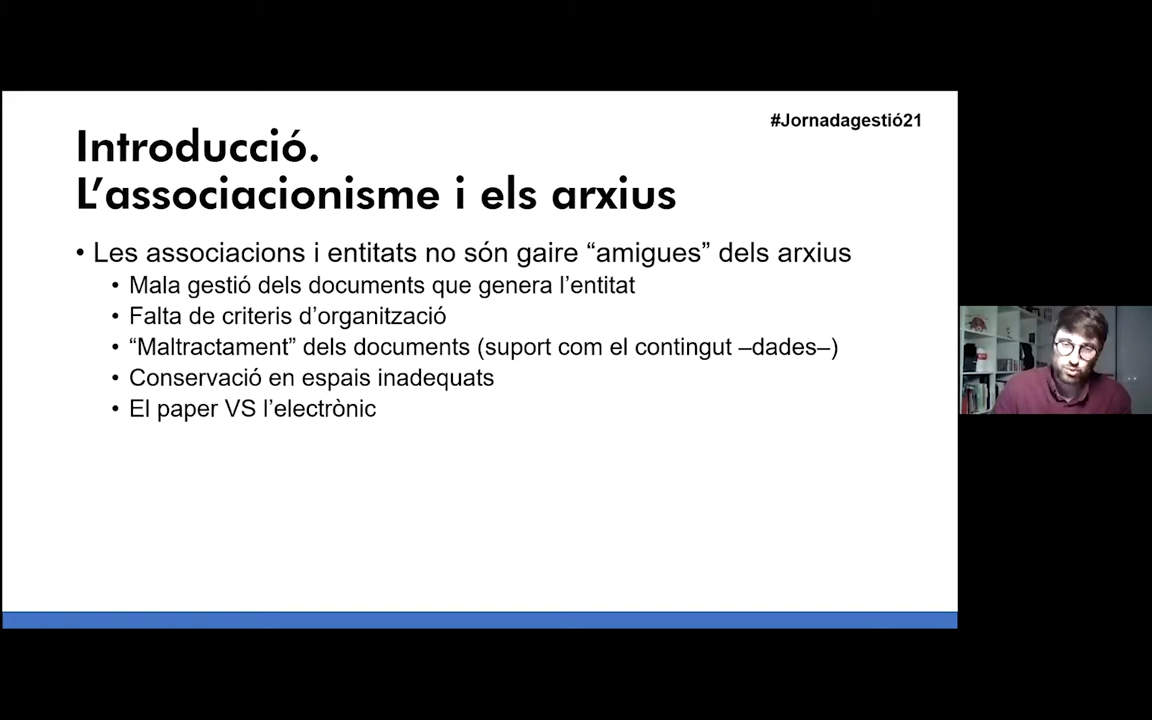 #Jornadagestió21
Introducció.
L’associacionisme i els arxius
• Les associacions i entitats no són gaire “amigues” dels arxius
• Mala gestió dels documents que genera l’entitat
• Falta de criteris d’organització
• “Maltractament” dels documents (suport com el contingut –dades–)
• Conservació en espais inadequats
• El paper VS l’electrònic